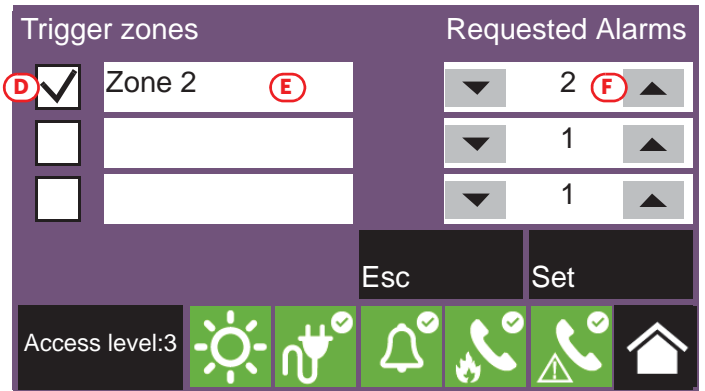 Trigger zones Requested Alarms
D Zone 2 E 2 F
1
1
Esc Set
Access level:3